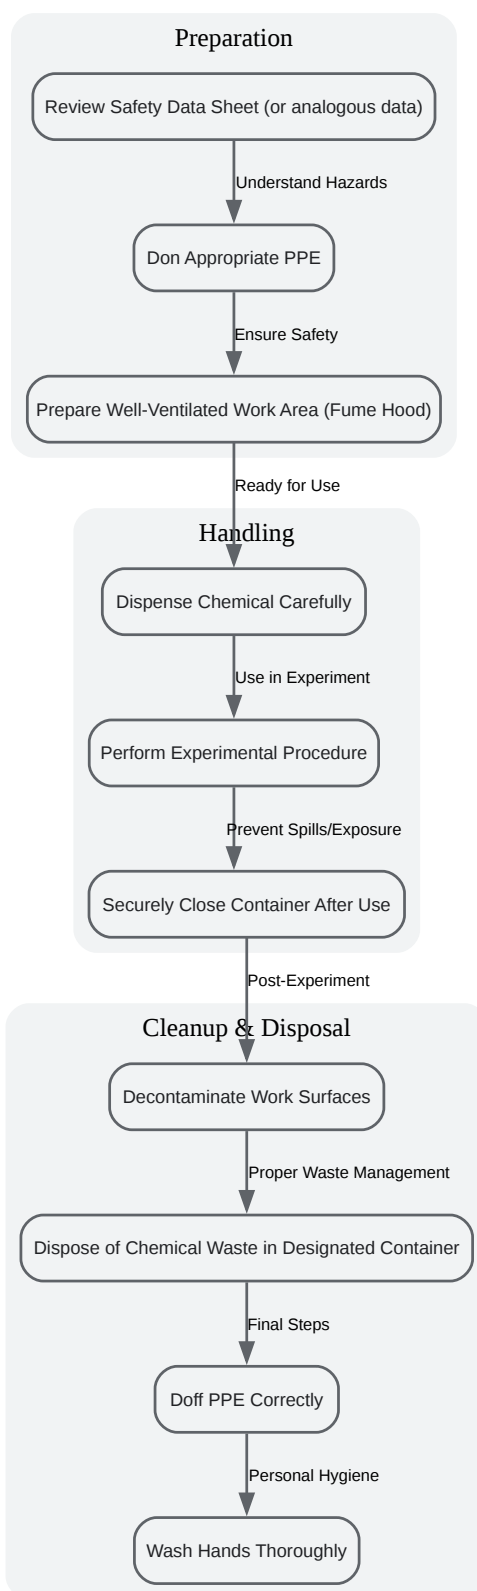 Preparation
Review Safety Data Sheet (or analogous data)
Understand Hazards
Don Appropriate PPE
Ensure Safety
Prepare Well-Ventilated Work Area (Fume Hood)
Ready for Use
Handling
Dispense Chemical Carefully
Use in Experiment
Perform Experimental Procedure
Prevent Spills/Exposure
Securely Close Container After Use
Post-Experiment
Cleanup & Disposal
Decontaminate Work Surfaces
Proper Waste Management
Dispose of Chemical Waste in Designated Container
Final Steps
Doff PPE Correctly
Personal Hygiene
Wash Hands Thoroughly